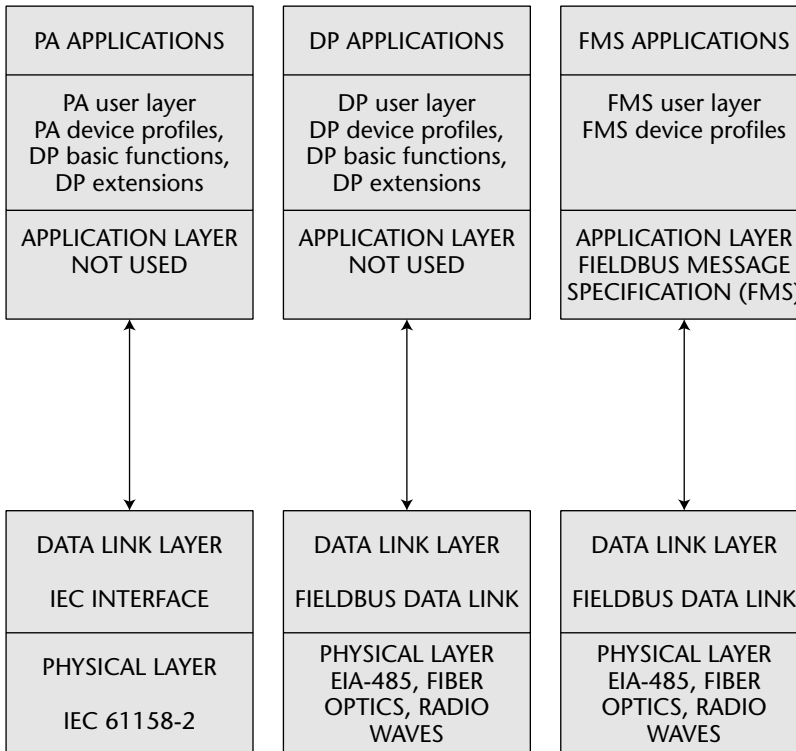 PA APPLICATIONS
PA user layer
PA device profiles,
DP basic functions,
DP extensions
APPLICATION LAYER
NOT USED
DATA LINK LAYER
IEC INTERFACE
PHYSICAL LAYER
IEC 61158-2
DP APPLICATIONS
DP user layer
DP device profiles,
DP basic functions,
DP extensions
APPLICATION LAYER
NOT USED
DATA LINK LAYER
FIELDBUS DATA LINK
PHYSICAL LAYER
EIA-485, FIBER
OPTICS, RADIO
WAVES
FMS APPLICATIONS
FMS user layer
FMS device profiles
APPLICATION LAYER
FIELDBUS MESSAGE
SPECIFICATION (FMS)
DATA LINK LAYER
FIELDBUS DATA LINK
PHYSICAL LAYER
EIA-485, FIBER
OPTICS, RADIO
WAVES